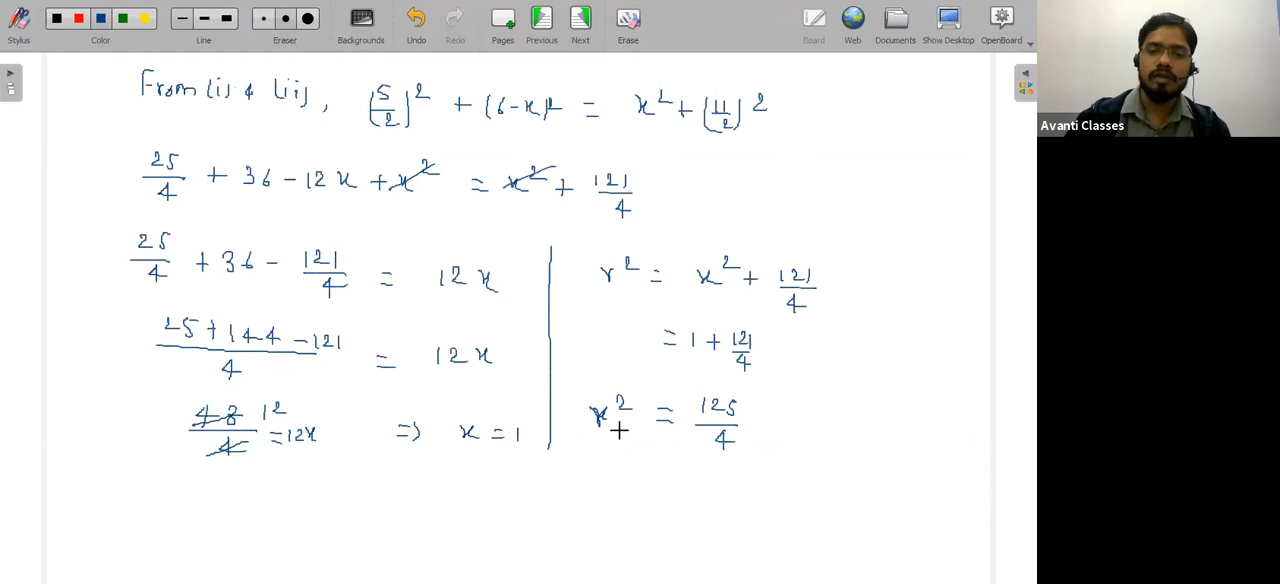 Stylus
Color
Line
Eraser
Backgrounds
Undo
Redo
Pages
Previous
Next
Erase
Board
Web
Documents
Show Desktop
OpenBoard
Avanti Classes
From (i) & (ii), (5/2)² + (6-x)² = x² + (11/2)²
25/4 + 36 - 12x + x² = x² + 121/4
25/4 + 36 - 121/4 = 12x
(25+144-121)/4 = 12x
48/4 12 = 12x ⇒ x = 1
r² = x² + 121/4
= 1 + 121/4
r² = 125/4